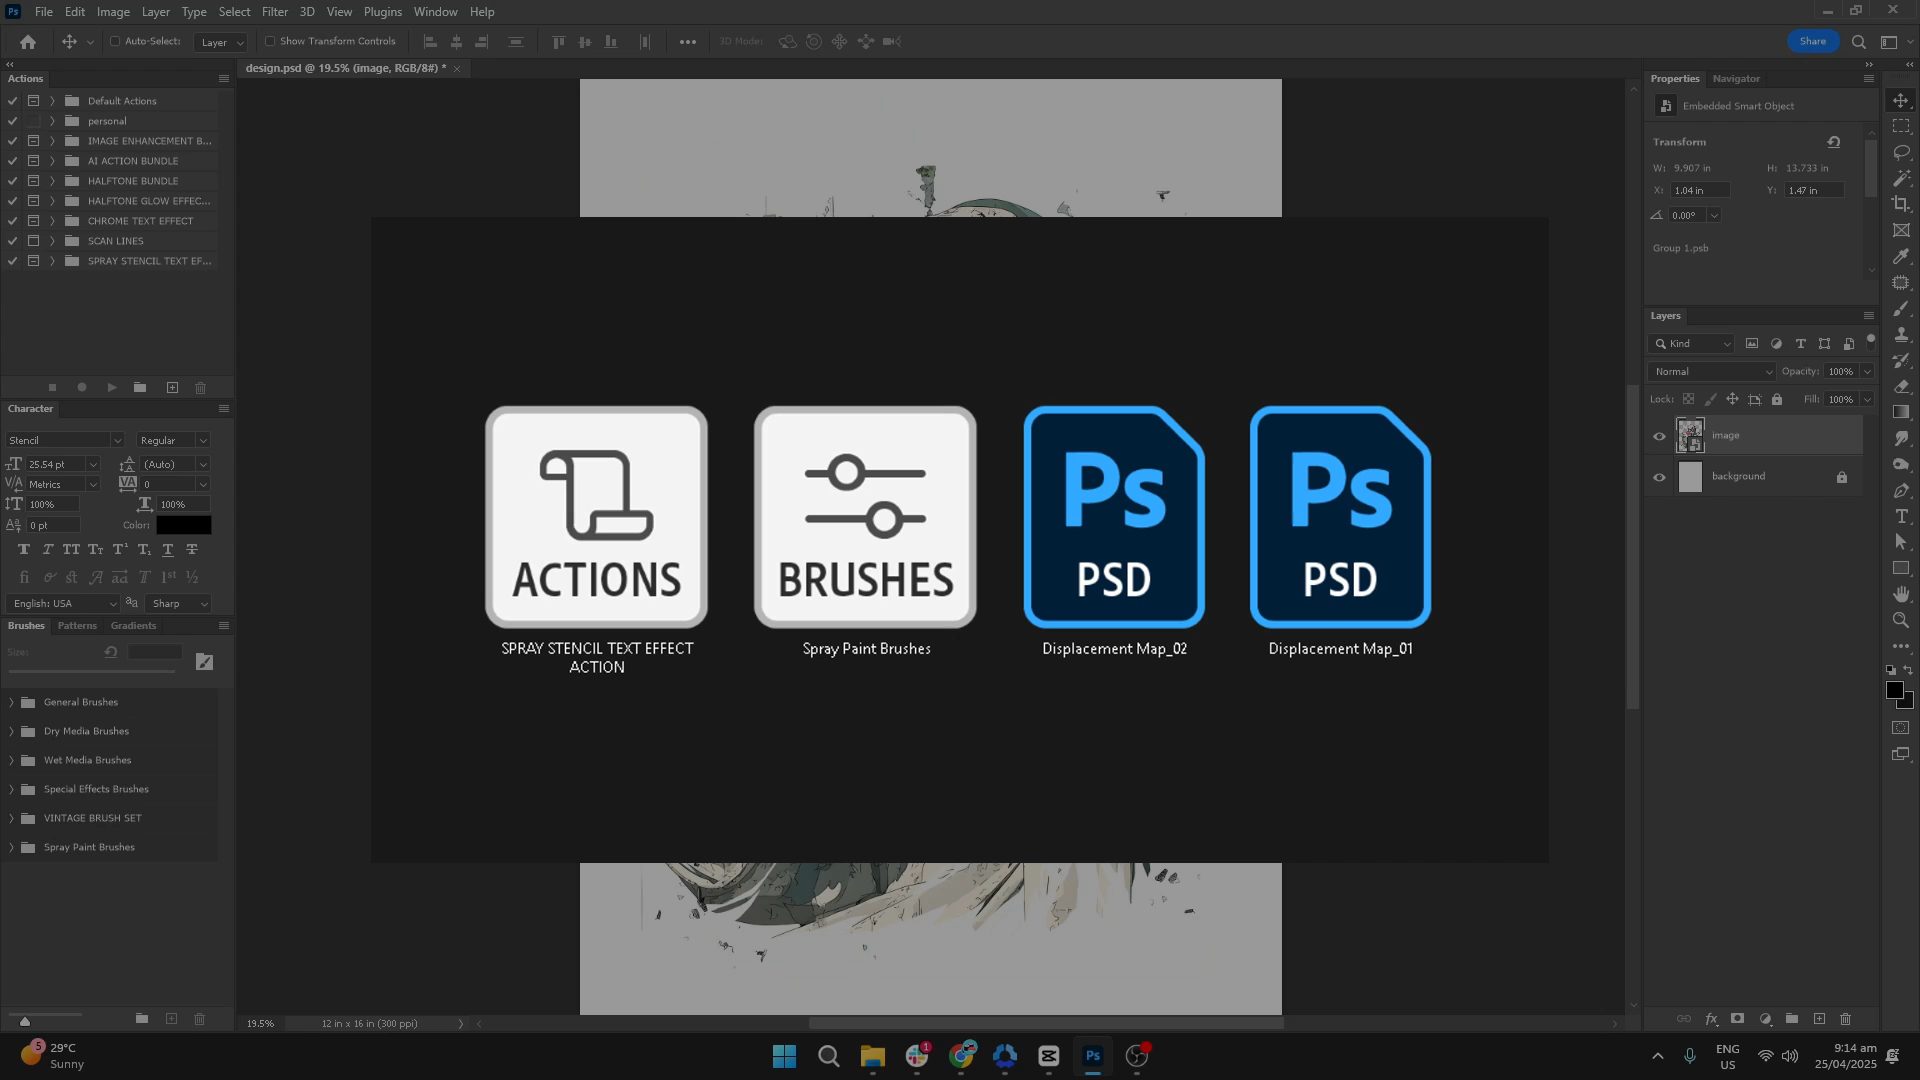 Ps File Edit Image Layer Type Select Filter 3D View Plugins Window Help
Auto-Select: Layer Show Transform Controls 3D Mode: Share
design.psd @ 19.5% (image, RGB/8#) *
Actions
Default Actions
personal
IMAGE ENHANCEMENT B...
AI ACTION BUNDLE
HALFTONE BUNDLE
HALFTONE GLOW EFFEC...
CHROME TEXT EFFECT
SCAN LINES
SPRAY STENCIL TEXT EF...
Character
Stencil Regular
25.54 pt (Auto)
Metrics 0
100% 100%
0 pt Color:
English: USA Sharp
Brushes Patterns Gradients
Size:
General Brushes
Dry Media Brushes
Wet Media Brushes
Special Effects Brushes
VINTAGE BRUSH SET
Spray Paint Brushes
ACTIONS
SPRAY STENCIL TEXT EFFECT
ACTION
BRUSHES
Spray Paint Brushes
Ps
PSD
Displacement Map_02
Ps
PSD
Displacement Map_01
Properties Navigator
Embedded Smart Object
Transform
W: 9.907 in H: 13.733 in
X: 1.04 in Y: 1.47 in
0.00°
Group 1.psb
Layers
Kind
Normal Opacity: 100%
Lock: Fill: 100%
image
background
19.5% 12 in x 16 in (300 ppi)
5 29°C
Sunny
1
Ps
ENG
US
9:14 am
25/04/2025